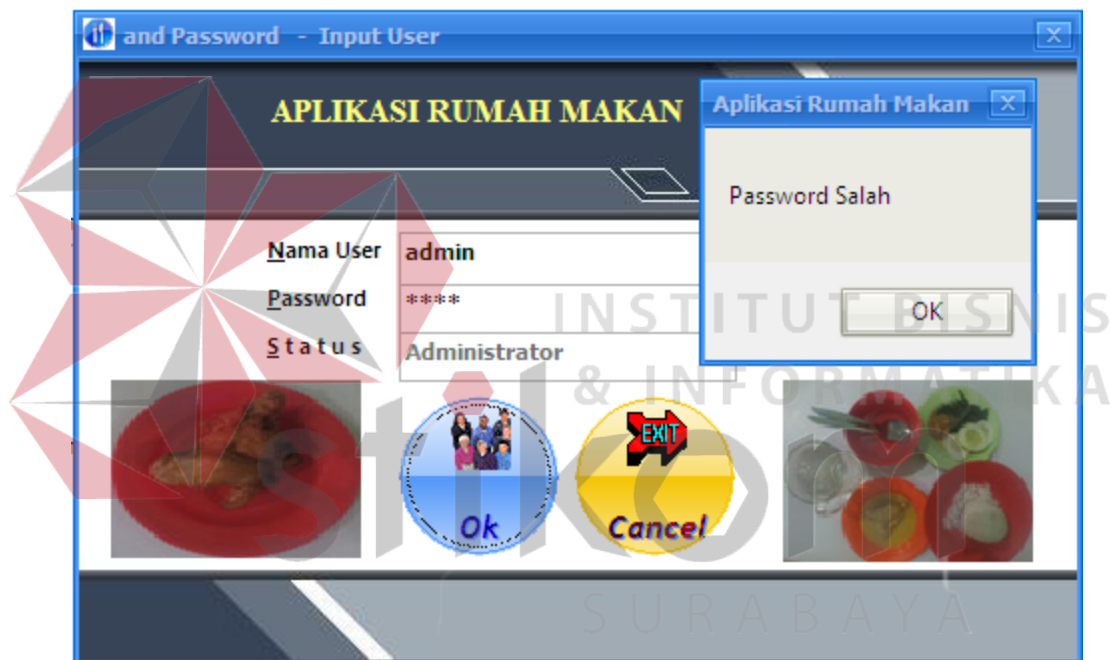 and Password - Input User
APLIKASI RUMAH MAKAN
Aplikasi Rumah Makan
Password Salah
OK
Nama User admin
Password ****
Status Administrator
EXIT
Ok
Cancel
INSTITUT BISNIS
& INFORMATIKA
stikom
SURABAYA